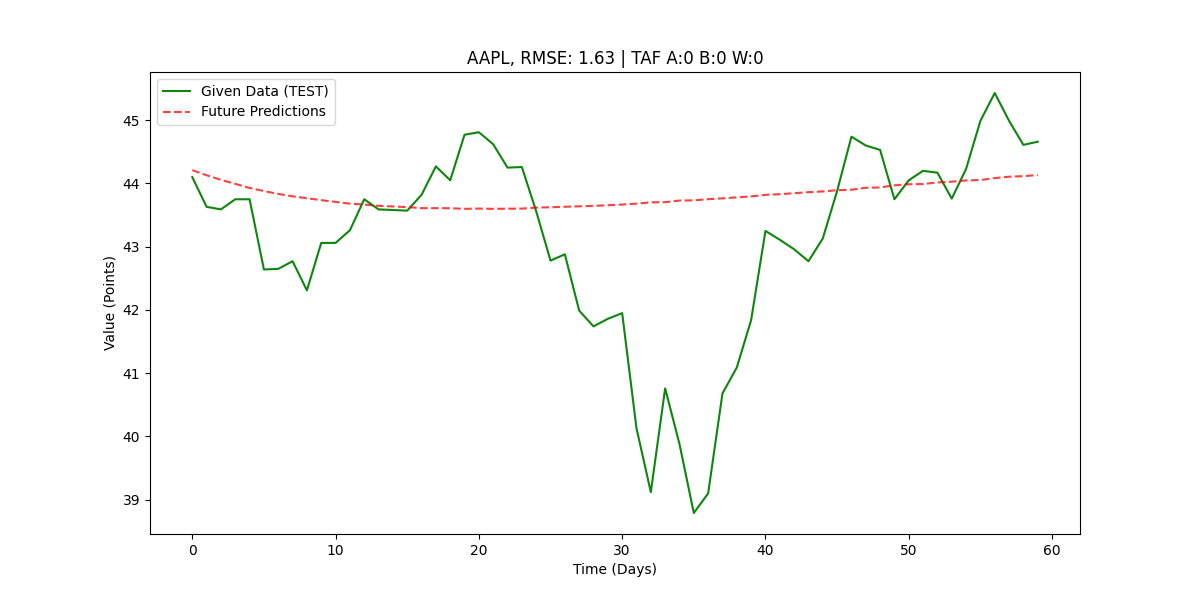 AAPL, RMSE: 1.63 | TAF A:0 B:0 W:0
Given Data (TEST)
Future Predictions
45
44
43
42
41
40
39
Value (Points)
0 10 20 30 40 50 60
Time (Days)